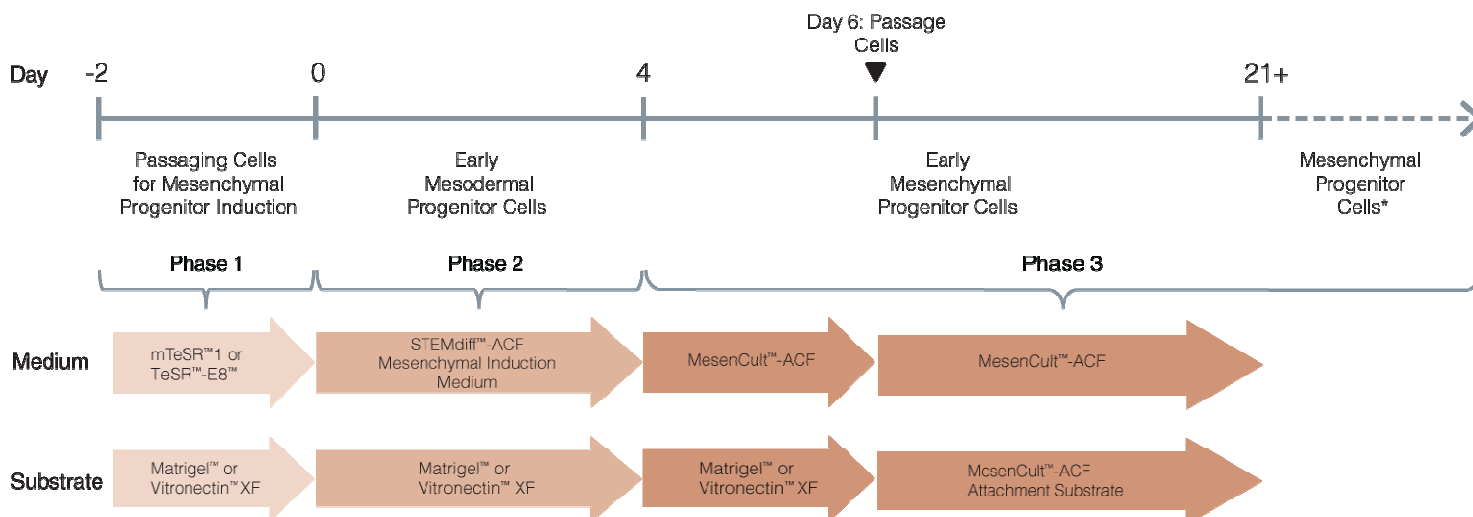 Day 6: Passage
Cells
Day -2 0 4 21+
Passaging Cells
for Mesenchymal
Progenitor Induction
Early
Mesodermal
Progenitor Cells
Early
Mesenchymal
Progenitor Cells
Mesenchymal
Progenitor
Cells*
Phase 1 Phase 2 Phase 3
Medium
mTeSR™1 or
TeSR™-E8™
STEMdiff™-ACF
Mesenchymal Induction
Medium
MesenCult™-ACF
MesenCult™-ACF
Substrate
Matrigel™ or
Vitronectin™ XF
Matrigel™ or
Vitronectin™ XF
Matrigel™ or
Vitronectin™ XF
MesenCult™-ACF
Attachment Substrate